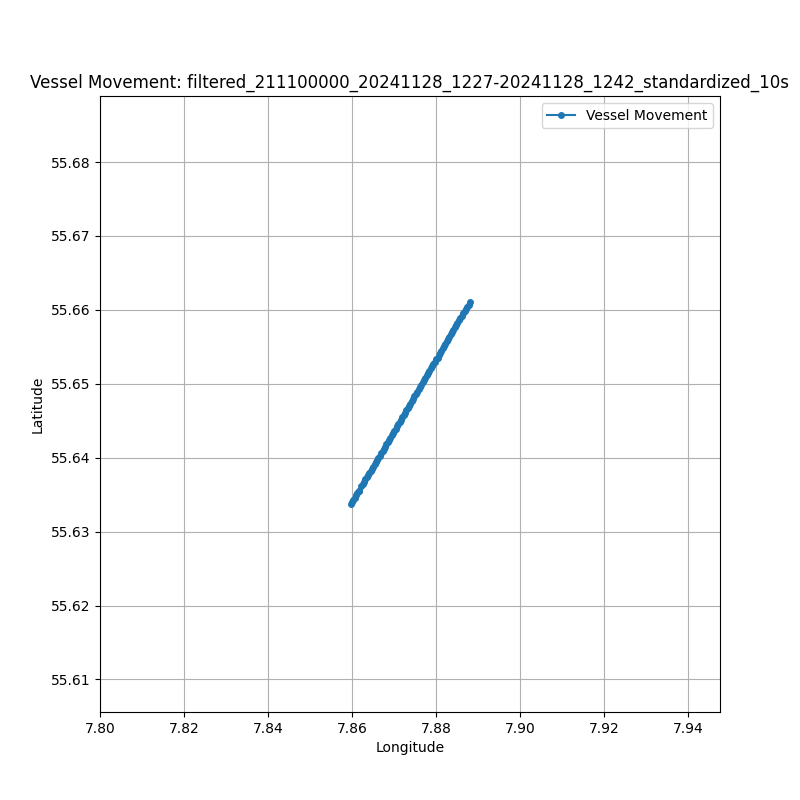 Vessel Movement: filtered_211100000_20241128_1227-20241128_1242_standardized_10s
Vessel Movement
55.68
55.67
55.66
55.65
55.64
55.63
55.62
55.61
Latitude
7.80 7.82 7.84 7.86 7.88 7.90 7.92 7.94
Longitude